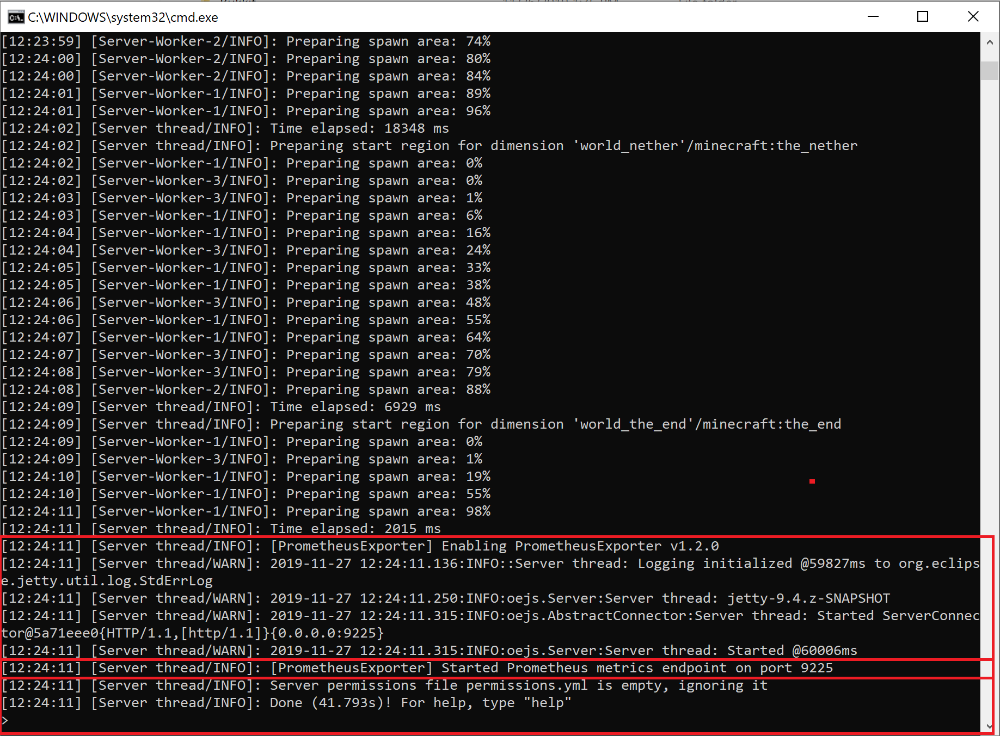 C:\WINDOWS\system32\cmd.exe
[12:23:59] [Server-Worker-2/INFO]: Preparing spawn area: 74%
[12:24:00] [Server-Worker-2/INFO]: Preparing spawn area: 80%
[12:24:00] [Server-Worker-2/INFO]: Preparing spawn area: 84%
[12:24:01] [Server-Worker-1/INFO]: Preparing spawn area: 89%
[12:24:01] [Server-Worker-1/INFO]: Preparing spawn area: 96%
[12:24:02] [Server thread/INFO]: Time elapsed: 18348 ms
[12:24:02] [Server thread/INFO]: Preparing start region for dimension 'world_nether'/minecraft:the_nether
[12:24:02] [Server-Worker-1/INFO]: Preparing spawn area: 0%
[12:24:02] [Server-Worker-3/INFO]: Preparing spawn area: 0%
[12:24:03] [Server-Worker-3/INFO]: Preparing spawn area: 1%
[12:24:03] [Server-Worker-1/INFO]: Preparing spawn area: 6%
[12:24:04] [Server-Worker-1/INFO]: Preparing spawn area: 16%
[12:24:04] [Server-Worker-3/INFO]: Preparing spawn area: 24%
[12:24:05] [Server-Worker-1/INFO]: Preparing spawn area: 33%
[12:24:05] [Server-Worker-1/INFO]: Preparing spawn area: 38%
[12:24:06] [Server-Worker-3/INFO]: Preparing spawn area: 48%
[12:24:06] [Server-Worker-1/INFO]: Preparing spawn area: 55%
[12:24:07] [Server-Worker-1/INFO]: Preparing spawn area: 64%
[12:24:07] [Server-Worker-3/INFO]: Preparing spawn area: 70%
[12:24:08] [Server-Worker-3/INFO]: Preparing spawn area: 79%
[12:24:08] [Server-Worker-2/INFO]: Preparing spawn area: 88%
[12:24:09] [Server thread/INFO]: Time elapsed: 6929 ms
[12:24:09] [Server thread/INFO]: Preparing start region for dimension 'world_the_end'/minecraft:the_end
[12:24:09] [Server-Worker-1/INFO]: Preparing spawn area: 0%
[12:24:09] [Server-Worker-3/INFO]: Preparing spawn area: 1%
[12:24:10] [Server-Worker-1/INFO]: Preparing spawn area: 19%
[12:24:10] [Server-Worker-1/INFO]: Preparing spawn area: 55%
[12:24:11] [Server-Worker-1/INFO]: Preparing spawn area: 98%
[12:24:11] [Server thread/INFO]: Time elapsed: 2015 ms
[12:24:11] [Server thread/INFO]: [PrometheusExporter] Enabling PrometheusExporter v1.2.0
[12:24:11] [Server thread/WARN]: 2019-11-27 12:24:11.136:INFO::Server thread: Logging initialized @59827ms to org.eclips
e.jetty.util.log.StdErrLog
[12:24:11] [Server thread/WARN]: 2019-11-27 12:24:11.250:INFO:oejs.Server:Server thread: jetty-9.4.z-SNAPSHOT
[12:24:11] [Server thread/WARN]: 2019-11-27 12:24:11.315:INFO:oejs.AbstractConnector:Server thread: Started ServerConnec
tor@5a71eee0{HTTP/1.1,[http/1.1]}{0.0.0.0:9225}
[12:24:11] [Server thread/WARN]: 2019-11-27 12:24:11.315:INFO:oejs.Server:Server thread: Started @60006ms
[12:24:11] [Server thread/INFO]: [PrometheusExporter] Started Prometheus metrics endpoint on port 9225
[12:24:11] [Server thread/INFO]: Server permissions file permissions.yml is empty, ignoring it
[12:24:11] [Server thread/INFO]: Done (41.793s)! For help, type "help"
>